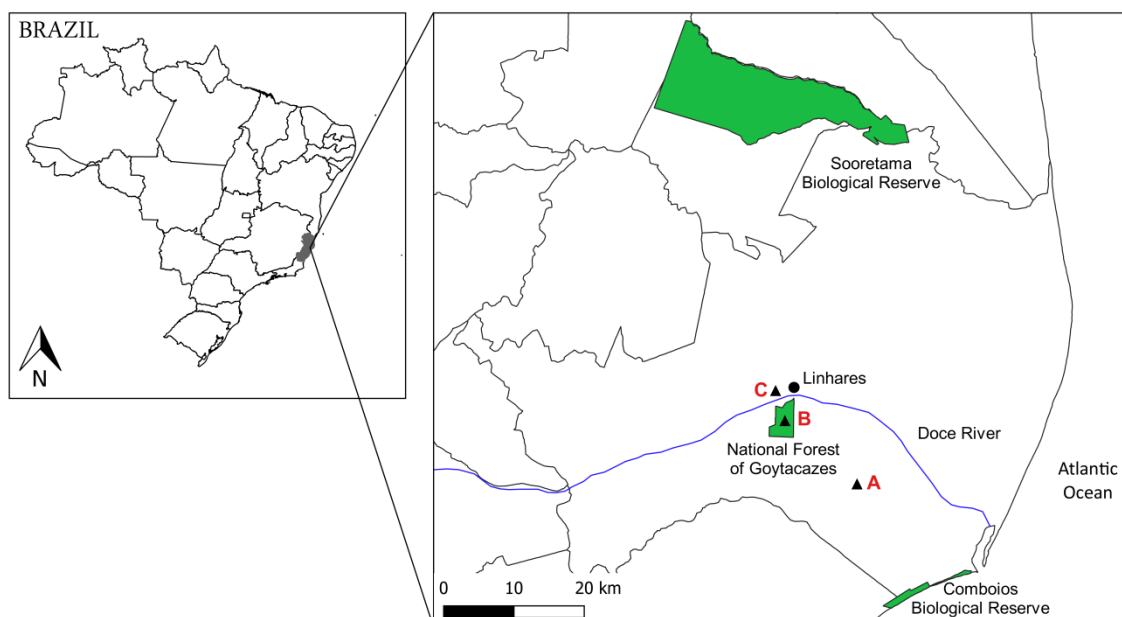 BRAZIL
N
Sooretama
Biological Reserve
C
Linhares
B
National Forest
of Goytacazes
Doce River
A
Atlantic
Ocean
0 10 20 km
Comboios
Biological Reserve